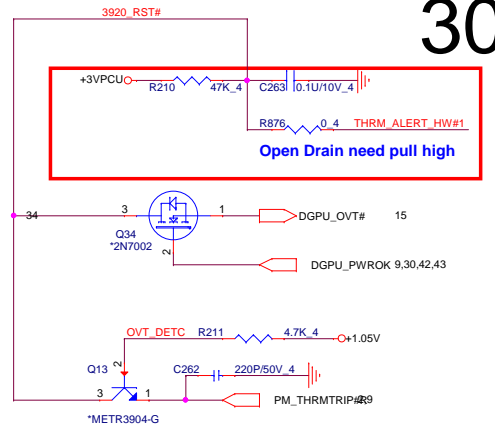 30
3920_RST#
+3VPCU
R210 47K_4
C263 0.1U/10V_4
R876 0_4 THRM_ALERT_HW#1
Open Drain need pull high
34
3 1
DGPU_OVT# 15
Q34
*2N7002
2
DGPU_PWROK 9,30,42,43
OVT_DETC R211 4.7K_4
+1.05V
Q13 2
C262 220P/50V_4
3 1
PM_THRMTRIP#
*METR3904-G